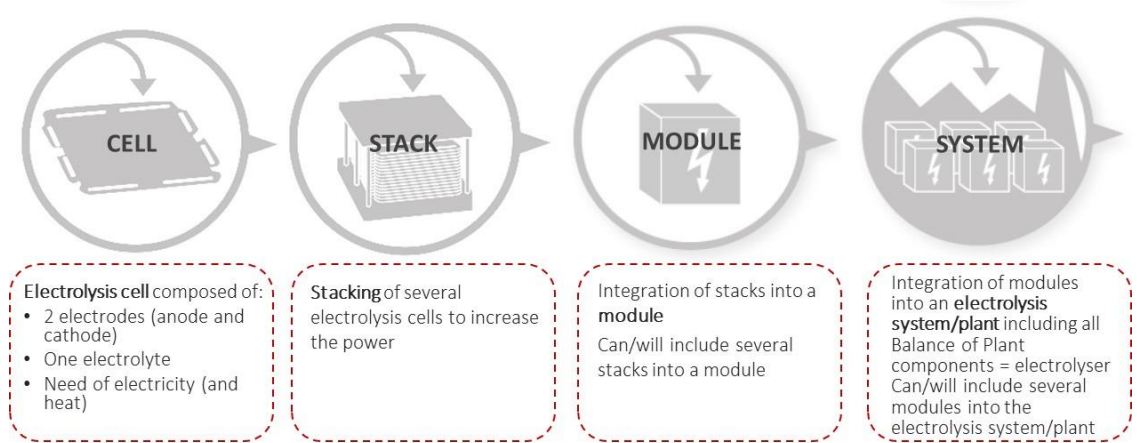 CELL
STACK
MODULE
SYSTEM
Electrolysis cell composed of:
• 2 electrodes (anode and
cathode)
• One electrolyte
• Need of electricity (and
heat)
Stacking of several
electrolysis cells to increase
the power
Integration of stacks into a
module
Can/will include several
stacks into a module
Integration of modules
into an electrolysis
system/plant including all
Balance of Plant
components = electrolyser
Can/will include several
modules into the
electrolysis system/plant